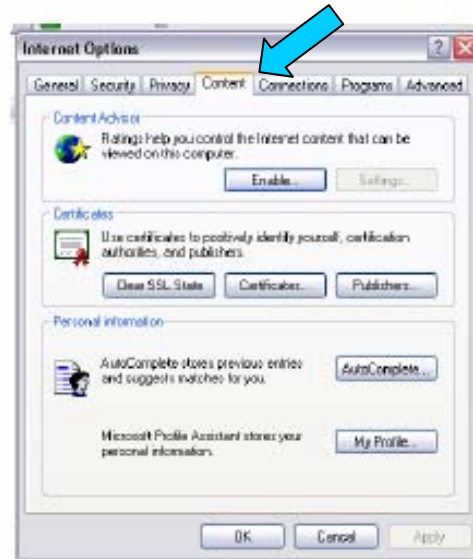 Internet Options
General Security Privacy Content Connections Programs Advanced
Content Advisor
Ratings help you control the Internet content that can be
viewed on this computer.
Enable... Settings...
Certificates
Use certificates to positively identify yourself, certification
authorities, and publishers.
Clear SSL State Certificates... Publishers...
Personal information
AutoComplete stores previous entries
and suggests matches for you.
AutoComplete...
Microsoft Profile Assistant stores your
personal information.
My Profile...
OK Cancel Apply